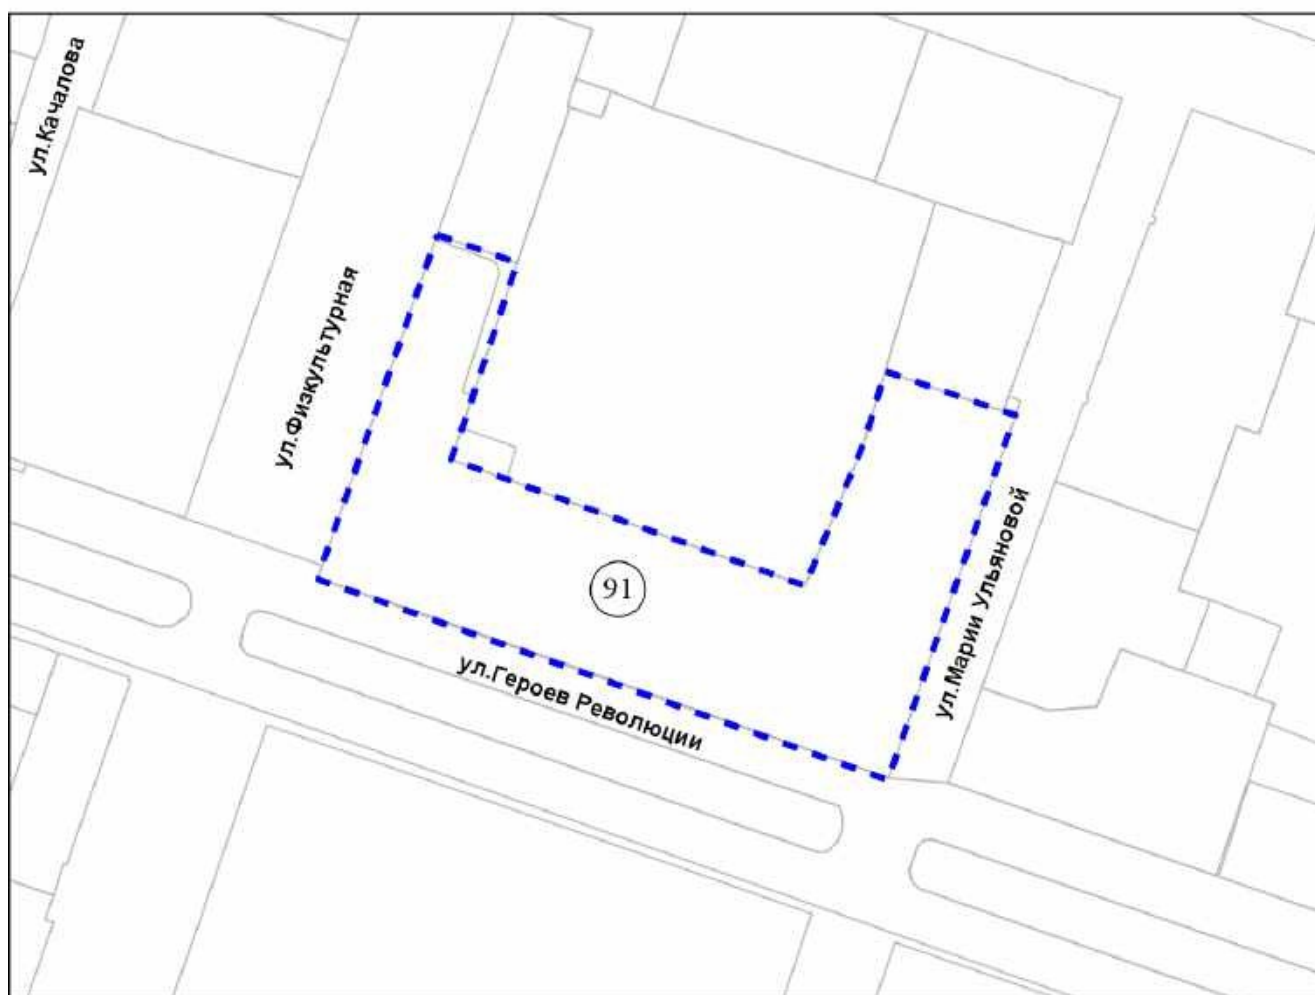 ул.Качалова
ул.Физкультурная
91
ул.Героев Революции
ул.Марии Ульяновой